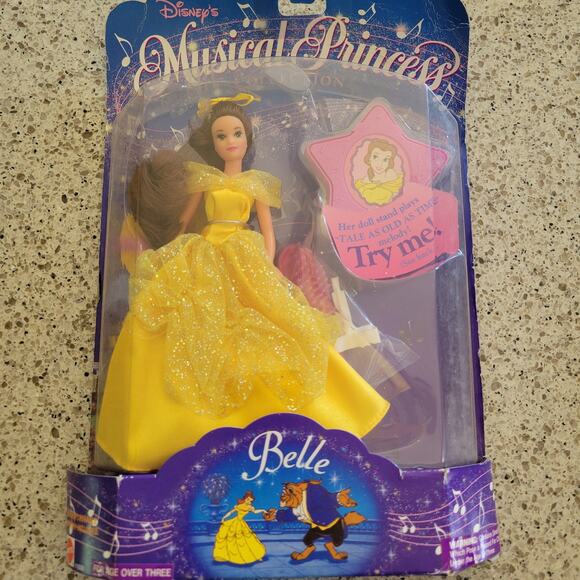 Disney's
Musical Princess
COLLECTION
Her doll stand plays
"TALE AS OLD AS TIME"
melody!
Try me!
Belle
AGE OVER THREE
WARNING: